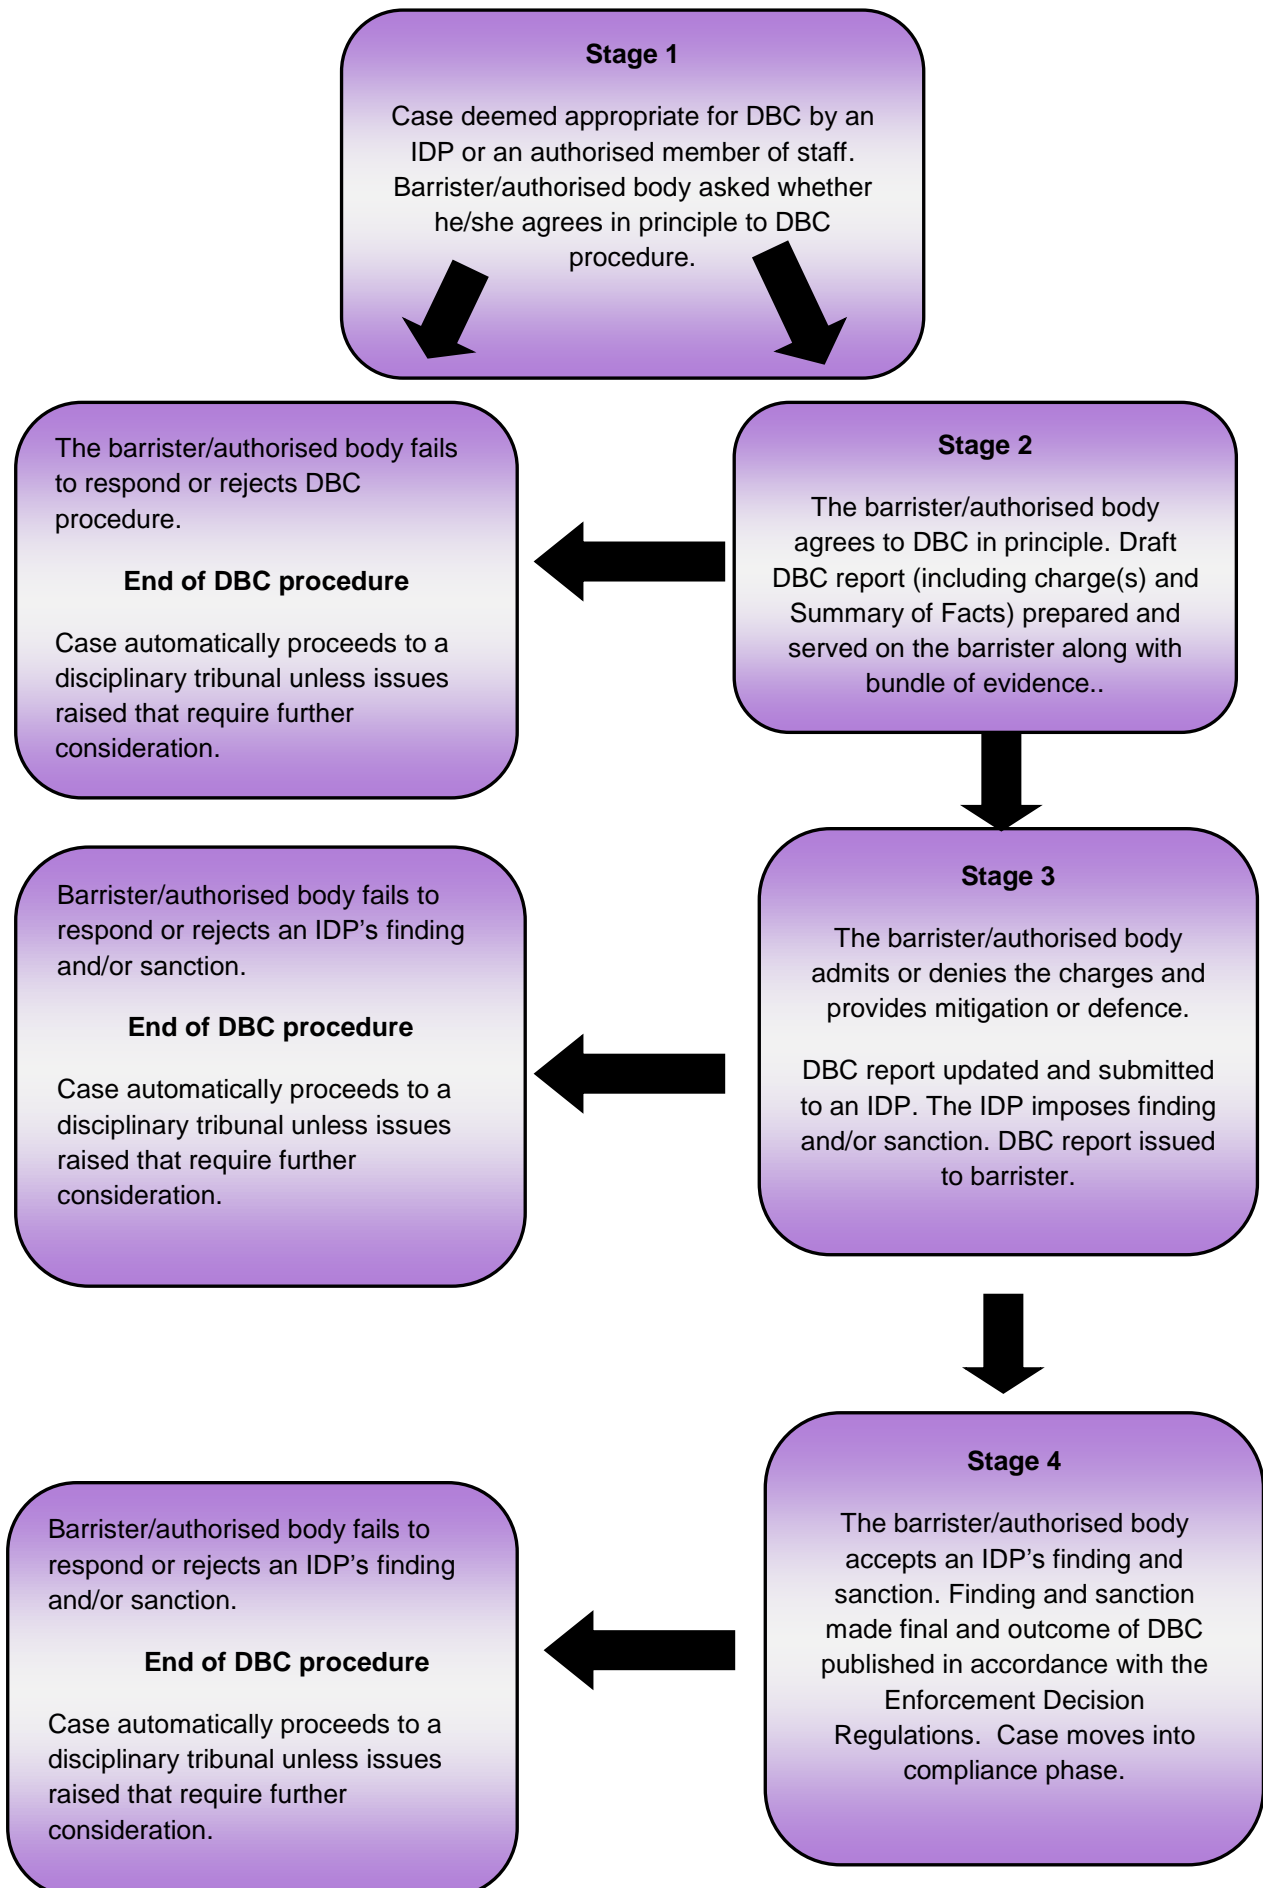 Stage 1
Case deemed appropriate for DBC by an
IDP or an authorised member of staff.
Barrister/authorised body asked whether
he/she agrees in principle to DBC
procedure.
The barrister/authorised body fails
to respond or rejects DBC
procedure.
End of DBC procedure
Case automatically proceeds to a
disciplinary tribunal unless issues
raised that require further
consideration.
Stage 2
The barrister/authorised body
agrees to DBC in principle. Draft
DBC report (including charge(s) and
Summary of Facts) prepared and
served on the barrister along with
bundle of evidence..
Barrister/authorised body fails to
respond or rejects an IDP’s finding
and/or sanction.
End of DBC procedure
Case automatically proceeds to a
disciplinary tribunal unless issues
raised that require further
consideration.
Stage 3
The barrister/authorised body
admits or denies the charges and
provides mitigation or defence.
DBC report updated and submitted
to an IDP. The IDP imposes finding
and/or sanction. DBC report issued
to barrister.
Barrister/authorised body fails to
respond or rejects an IDP’s finding
and/or sanction.
End of DBC procedure
Case automatically proceeds to a
disciplinary tribunal unless issues
raised that require further
consideration.
Stage 4
The barrister/authorised body
accepts an IDP’s finding and
sanction. Finding and sanction
made final and outcome of DBC
published in accordance with the
Enforcement Decision
Regulations.  Case moves into
compliance phase.